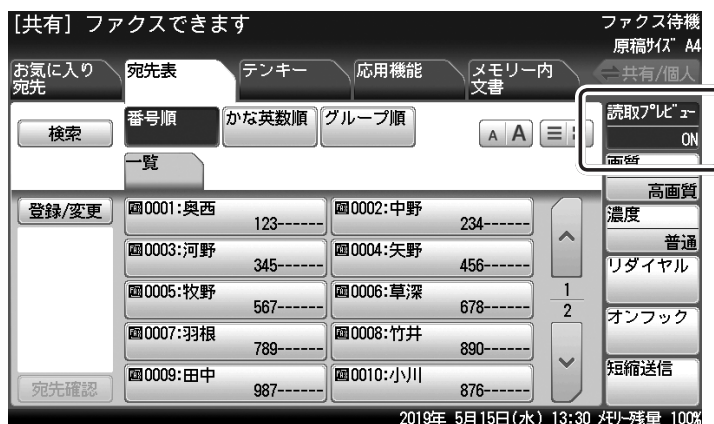 [共有] ファクスできます
ファクス待機
原稿サイズ A4
お気に入り
宛先
宛先表
テンキー
応用機能
メモリー内
文書
共有/個人
検索
番号順
かな英数順
グループ順
A A
読取プレビュー
ON
一覧
画質
高画質
登録/変更
0001:奥西
123------
0002:中野
234------
濃度
普通
0003:河野
345------
0004:矢野
456------
リダイヤル
0005:牧野
567------
0006:草深
678------
1
2
オンフック
0007:羽根
789------
0008:竹井
890------
短縮送信
0009:田中
987------
0010:小川
876------
宛先確認
2019年 5月15日(水) 13:30 メモリー残量 100%